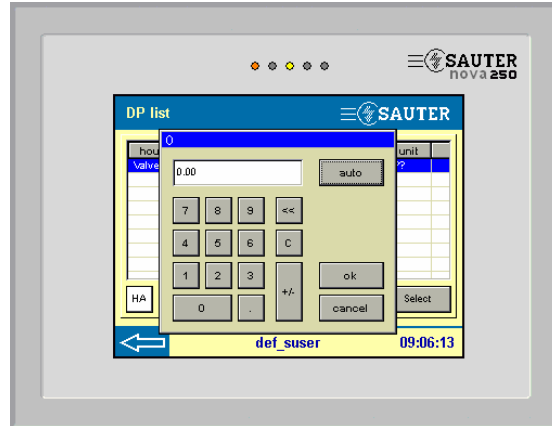 SAUTER
nova 250
DP list
SAUTER
0
hou
unit
Valve
??
0.00
auto
7 8 9 <<
4 5 6 C
1 2 3 +/- ok
0 . cancel
HA
Select
def_suser
09:06:13